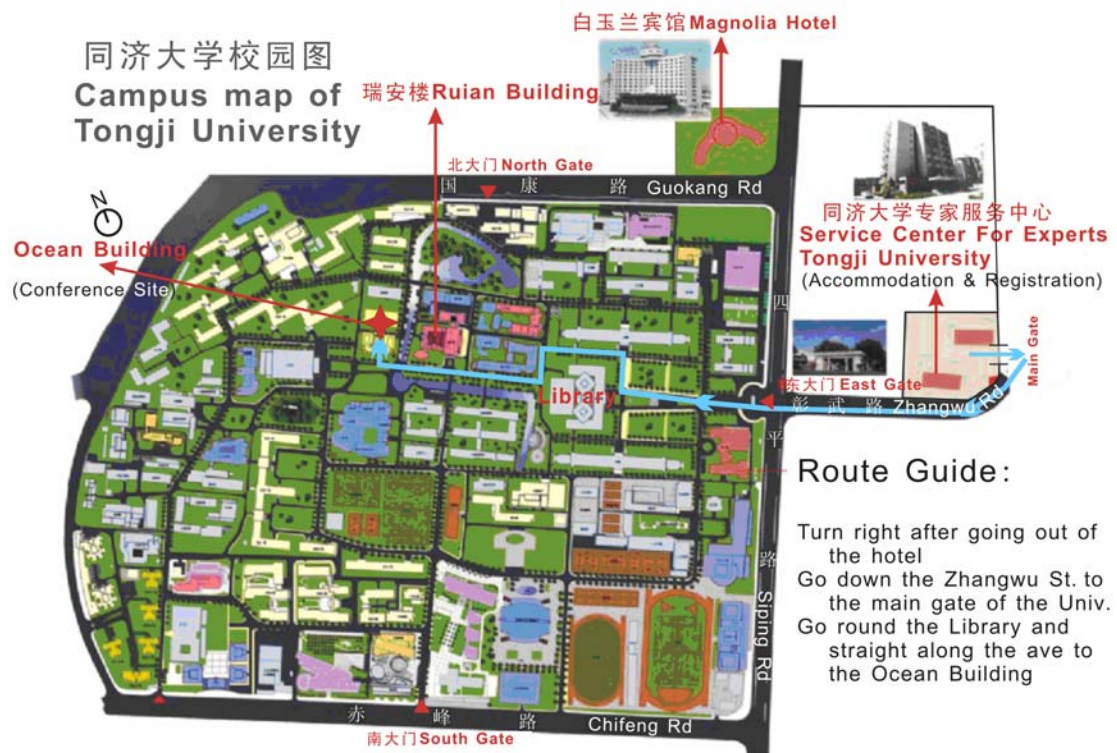 白玉兰宾馆Magnolia Hotel
同济大学校园图
Campus map of
Tongji University
瑞安楼Ruian Building
北大门North Gate
国康路 Guokang Rd
N
Ocean Building
(Conference Site)
同济大学专家服务中心
Service Center For Experts
Tongji University
(Accommodation & Registration)
Main Gate
东大门East Gate
彰武路 Zhangwu Rd
Library
四平路 Siping Rd
Route Guide:
Turn right after going out of
the hotel
Go down the Zhangwu St. to
the main gate of the Univ.
Go round the Library and
straight along the ave to
the Ocean Building
赤峰路 Chifeng Rd
南大门South Gate